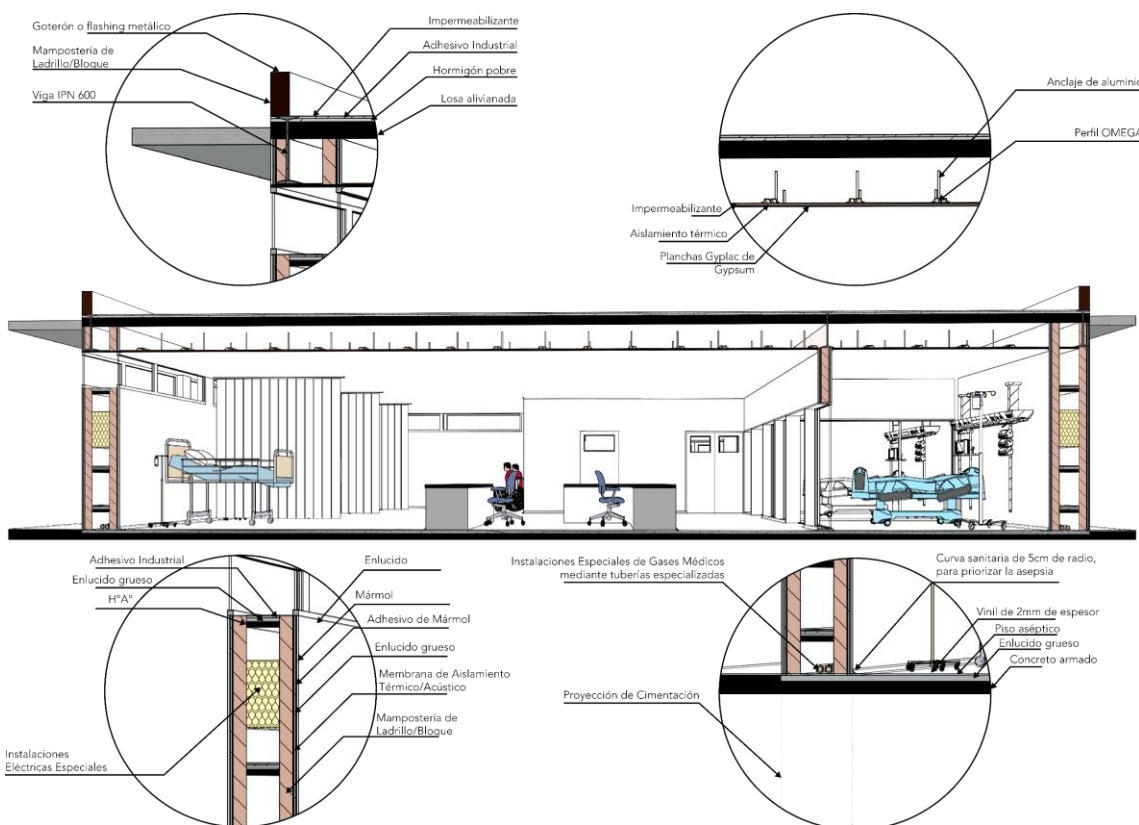 Goterón o flashing metálico
Mampostería de
Ladrillo/Bloque
Viga IPN 600
Impermeabilizante
Adhesivo Industrial
Hormigón pobre
Losa alivianada
Anclaje de aluminio
Perfil OMEGA
Impermeabilizante
Aislamiento térmico
Planchas Gyplac de
Gypsum
Adhesivo Industrial
Enlucido grueso
H°A°
Instalaciones
Eléctricas Especiales
Enlucido
Mármol
Adhesivo de Mármol
Enlucido grueso
Membrana de Aislamiento
Térmico/Acústico
Mampostería de
Ladrillo/Bloque
Instalaciones Especiales de Gases Médicos
mediante tuberías especializadas
Proyección de Cimentación
Curva sanitaria de 5cm de radio,
para priorizar la asepsia
Vinil de 2mm de espesor
Piso aséptico
Enlucido grueso
Concreto armado